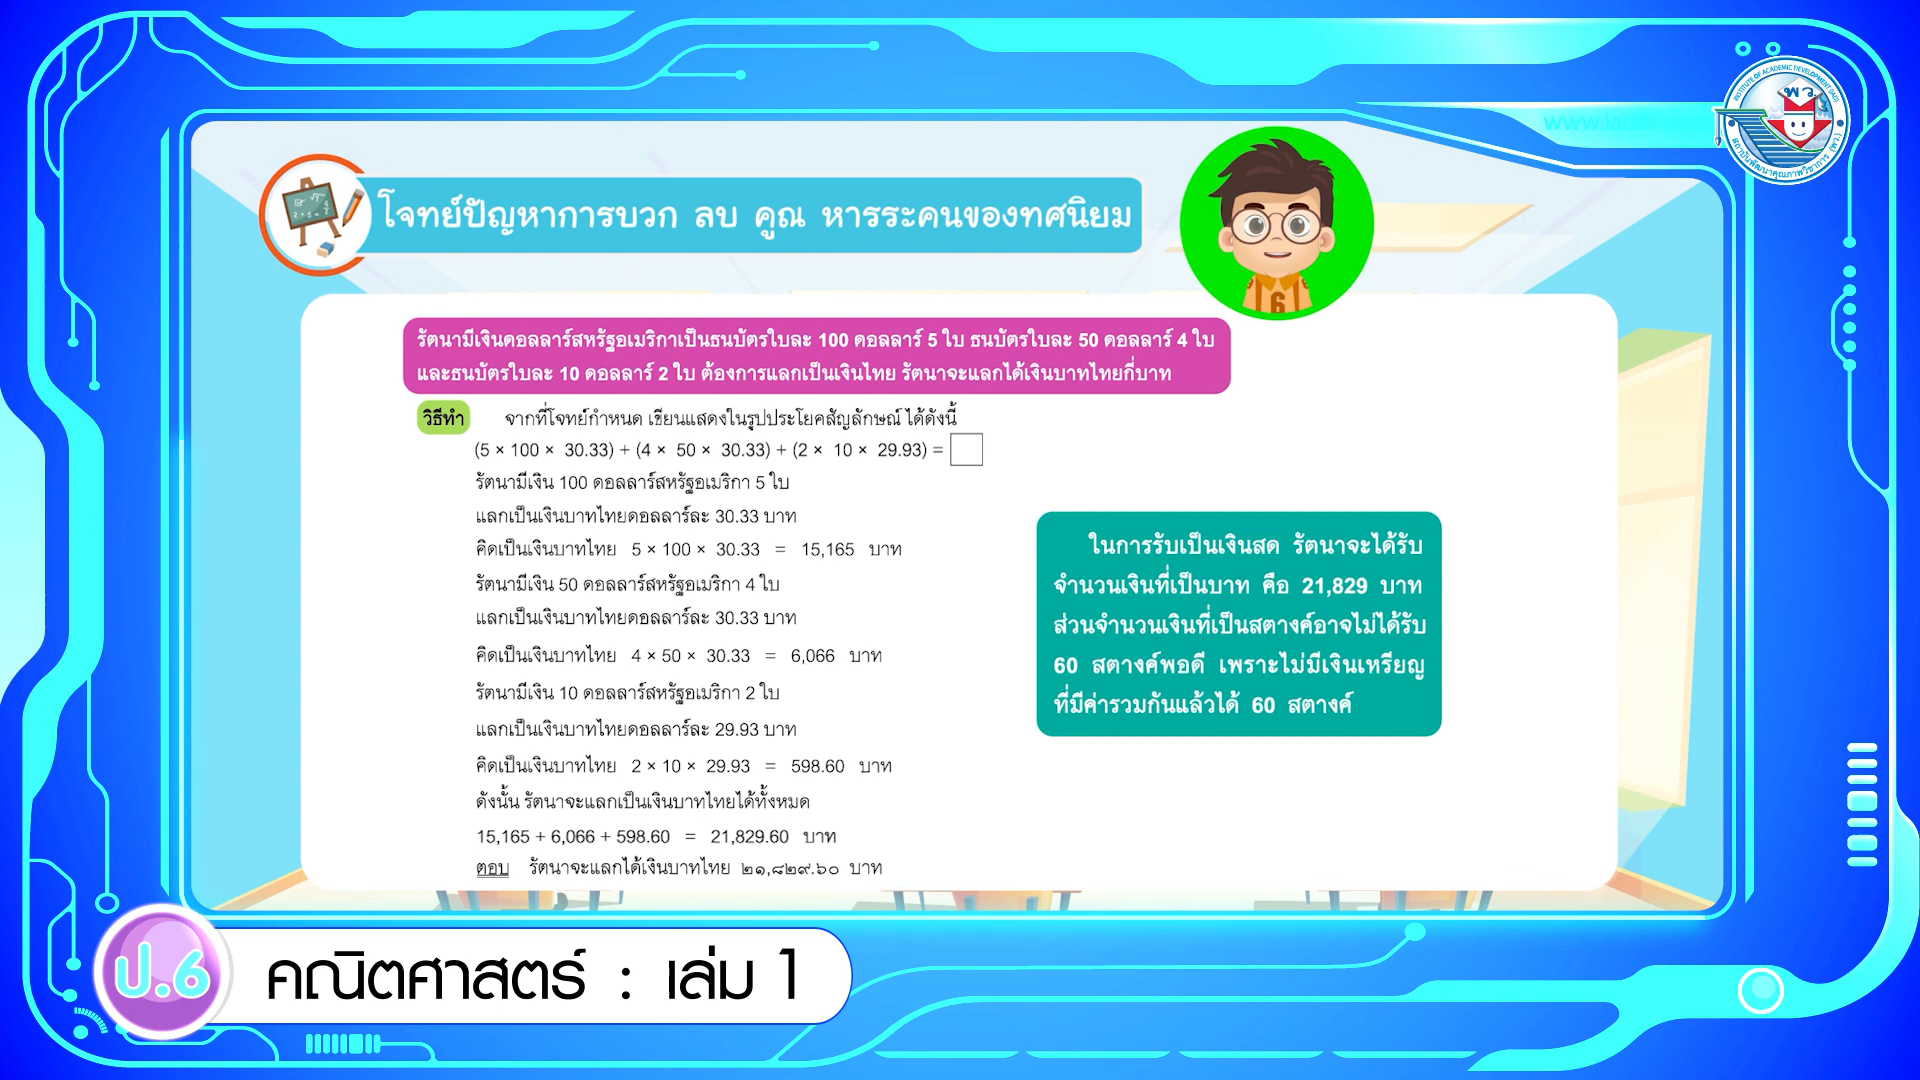 โจทย์ปัญหาการบวก ลบ คูณ หารระคนของทศนิยม
6
INSTITUTE OF ACADEMIC DEVELOPMENT (IAD)
พว.
สถาบันพัฒนาคุณภาพวิชาการ (พว.)
รัตนามีเงินดอลลาร์สหรัฐอเมริกาเป็นธนบัตรใบละ 100 ดอลลาร์ 5 ใบ ธนบัตรใบละ 50 ดอลลาร์ 4 ใบ
และธนบัตรใบละ 10 ดอลลาร์ 2 ใบ ต้องการแลกเป็นเงินไทย รัตนาจะแลกได้เงินบาทไทยกี่บาท
วิธีทำ จากที่โจทย์กำหนด เขียนแสดงในรูปประโยคสัญลักษณ์ ได้ดังนี้
(5 × 100 × 30.33) + (4 × 50 × 30.33) + (2 × 10 × 29.93) =
รัตนามีเงิน 100 ดอลลาร์สหรัฐอเมริกา 5 ใบ
แลกเป็นเงินบาทไทยดอลลาร์ละ 30.33 บาท
คิดเป็นเงินบาทไทย 5 × 100 × 30.33 = 15,165 บาท
รัตนามีเงิน 50 ดอลลาร์สหรัฐอเมริกา 4 ใบ
แลกเป็นเงินบาทไทยดอลลาร์ละ 30.33 บาท
คิดเป็นเงินบาทไทย 4 × 50 × 30.33 = 6,066 บาท
รัตนามีเงิน 10 ดอลลาร์สหรัฐอเมริกา 2 ใบ
แลกเป็นเงินบาทไทยดอลลาร์ละ 29.93 บาท
คิดเป็นเงินบาทไทย 2 × 10 × 29.93 = 598.60 บาท
ดังนั้น รัตนาจะแลกเป็นเงินบาทไทยได้ทั้งหมด
15,165 + 6,066 + 598.60 = 21,829.60 บาท
ตอบ รัตนาจะแลกได้เงินบาทไทย ๒๑,๘๒๙.๖๐ บาท
ในการรับเป็นเงินสด รัตนาจะได้รับ
จำนวนเงินที่เป็นบาท คือ 21,829 บาท
ส่วนจำนวนเงินที่เป็นสตางค์อาจไม่ได้รับ
60 สตางค์พอดี เพราะไม่มีเงินเหรียญ
ที่มีค่ารวมกันแล้วได้ 60 สตางค์
ป.6
คณิตศาสตร์ : เล่ม 1